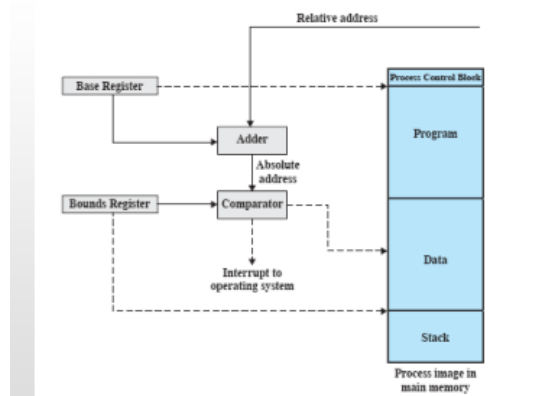 Relative address
Process Control Block
Base Register
Program
Adder
Absolute
address
Bounds Register
Comparator
Data
Interrupt to
operating system
Stack
Process image in
main memory